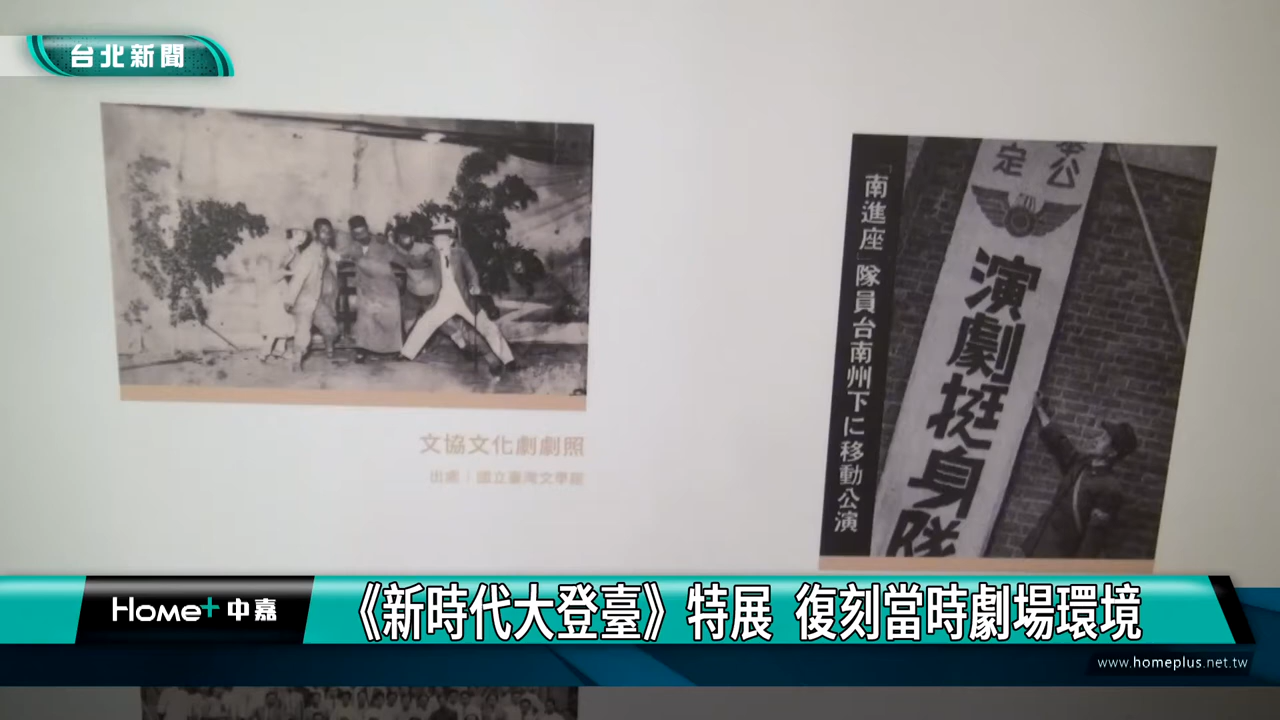 台北新聞
奉公
定
演劇挺身隊
「南進座」隊員台南州下に移動公演
文協文化劇劇照
出處｜國立臺灣文學館
Home+ 中嘉
《新時代大登臺》特展 復刻當時劇場環境
www.homeplus.net.tw